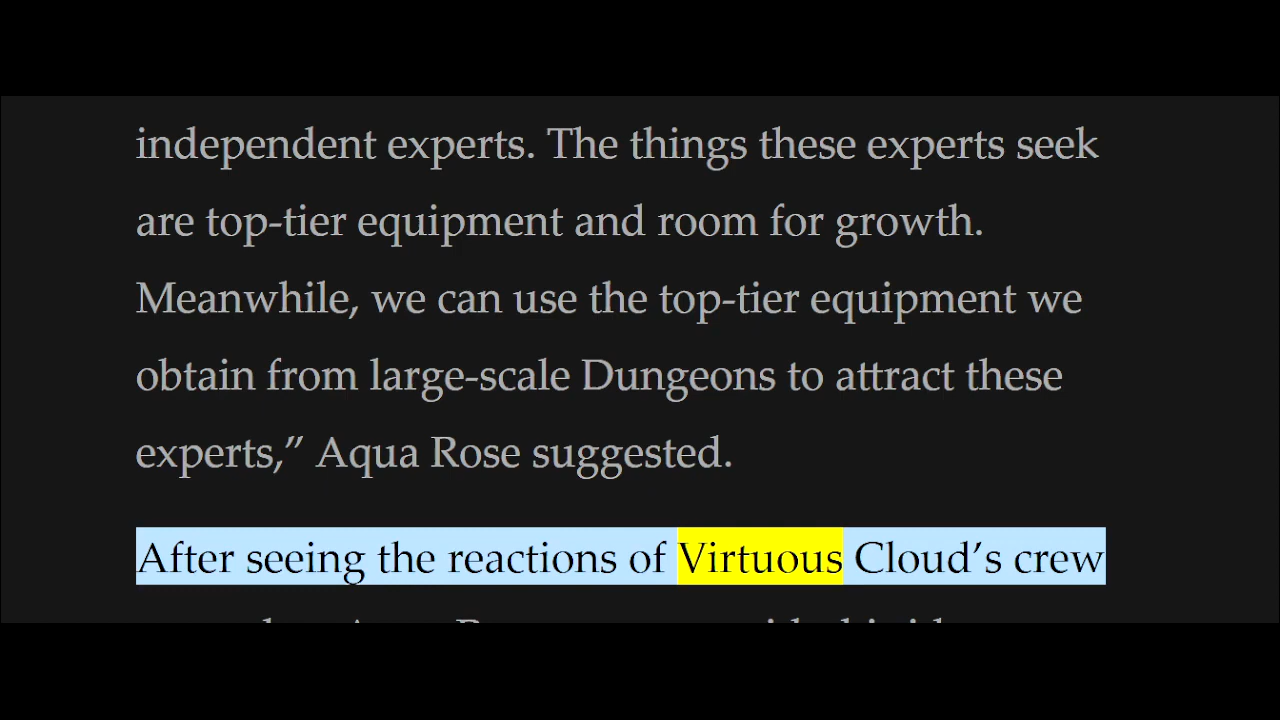 independent experts. The things these experts seek
are top-tier equipment and room for growth.
Meanwhile, we can use the top-tier equipment we
obtain from large-scale Dungeons to attract these
experts,” Aqua Rose suggested.
After seeing the reactions of Virtuous Cloud’s crew